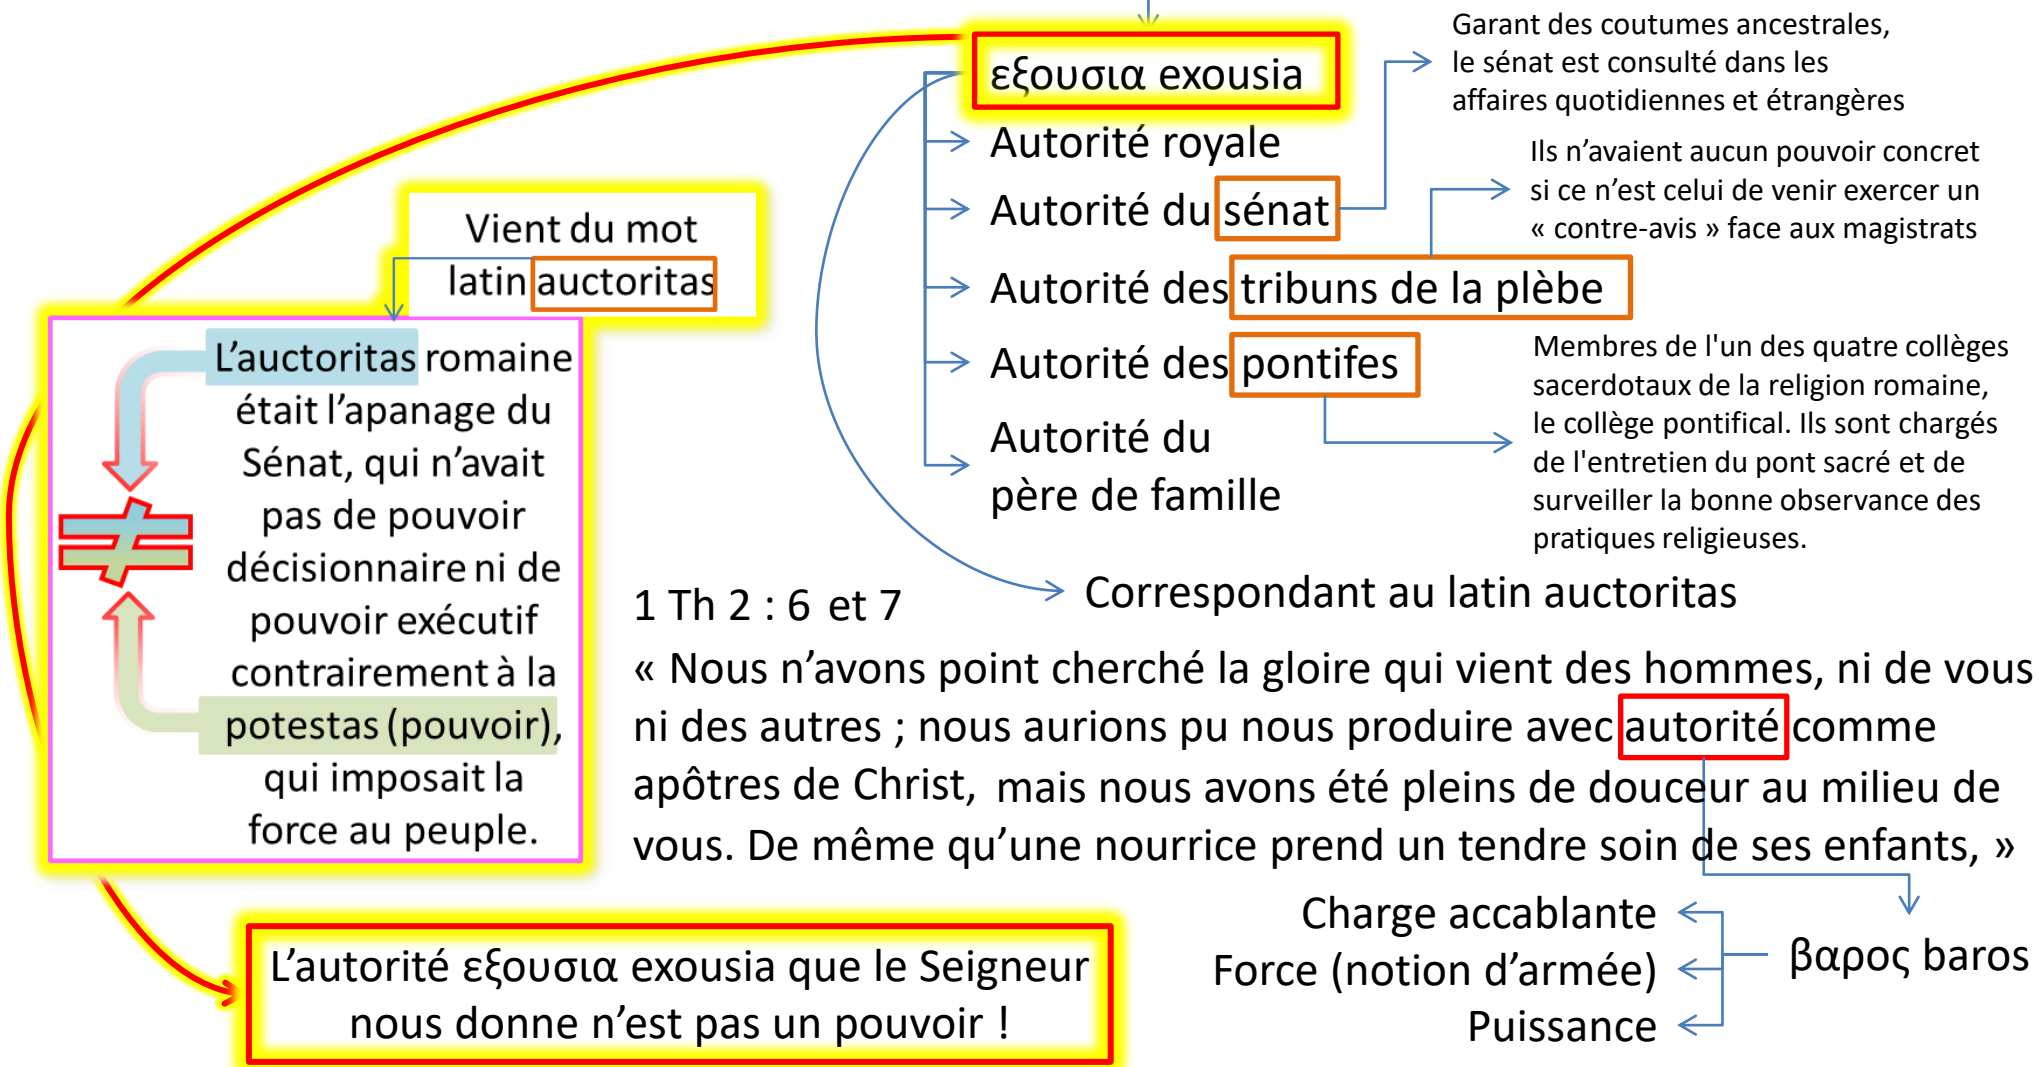 εξουσια exousia
Autorité royale
Autorité du sénat
Autorité des tribuns de la plèbe
Autorité des pontifes
Autorité du
père de famille
Correspondant au latin auctoritas
Garant des coutumes ancestrales,
le sénat est consulté dans les
affaires quotidiennes et étrangères
Ils n’avaient aucun pouvoir concret
si ce n’est celui de venir exercer un
« contre-avis » face aux magistrats
Membres de l'un des quatre collèges
sacerdotaux de la religion romaine,
le collège pontifical. Ils sont chargés
de l'entretien du pont sacré et de
surveiller la bonne observance des
pratiques religieuses.
Vient du mot
latin auctoritas
L’auctoritas romaine
était l’apanage du
Sénat, qui n’avait
pas de pouvoir
décisionnaire ni de
pouvoir exécutif
contrairement à la
potestas (pouvoir),
qui imposait la
force au peuple.
1 Th 2 : 6 et 7
« Nous n’avons point cherché la gloire qui vient des hommes, ni de vous
ni des autres ; nous aurions pu nous produire avec autorité comme
apôtres de Christ, mais nous avons été pleins de douceur au milieu de
vous. De même qu’une nourrice prend un tendre soin de ses enfants, »
βαρος baros
Charge accablante
Force (notion d’armée)
Puissance
L’autorité εξουσια exousia que le Seigneur
nous donne n’est pas un pouvoir !